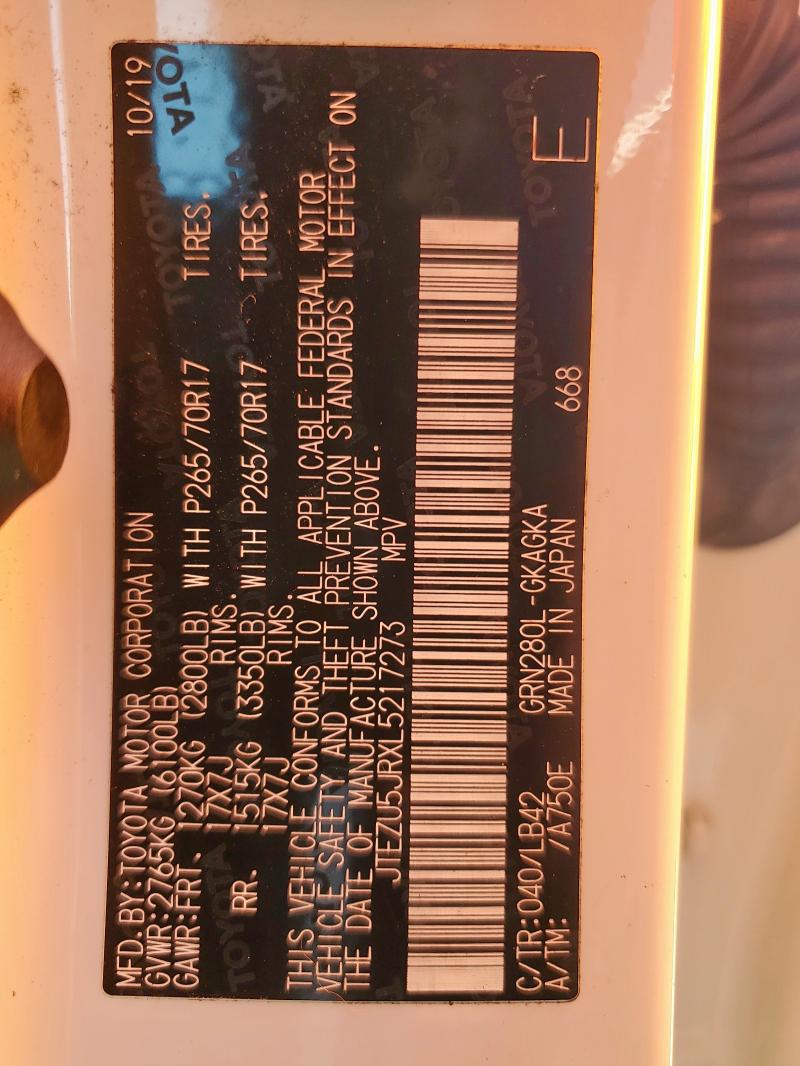 MFD.BY:TOYOTA MOTOR CORPORATION 10/19
GVWR:2765KG (6100LB)
GAWR:FRT. 1270KG (2800LB) WITH P265/70R17 TIRES,
17X7J RIMS.
RR. 1515KG (3350LB) WITH P265/70R17 TIRES,
17X7J RIMS.
THIS VEHICLE CONFORMS TO ALL APPLICABLE FEDERAL MOTOR
VEHICLE SAFETY AND THEFT PREVENTION STANDARDS IN EFFECT ON
THE DATE OF MANUFACTURE SHOWN ABOVE.
JTEZU5JRXL5217273 MPV
C/TR:040/LB42 GRN280L-GKAGKA 668 E
A/TM: /A750E MADE IN JAPAN